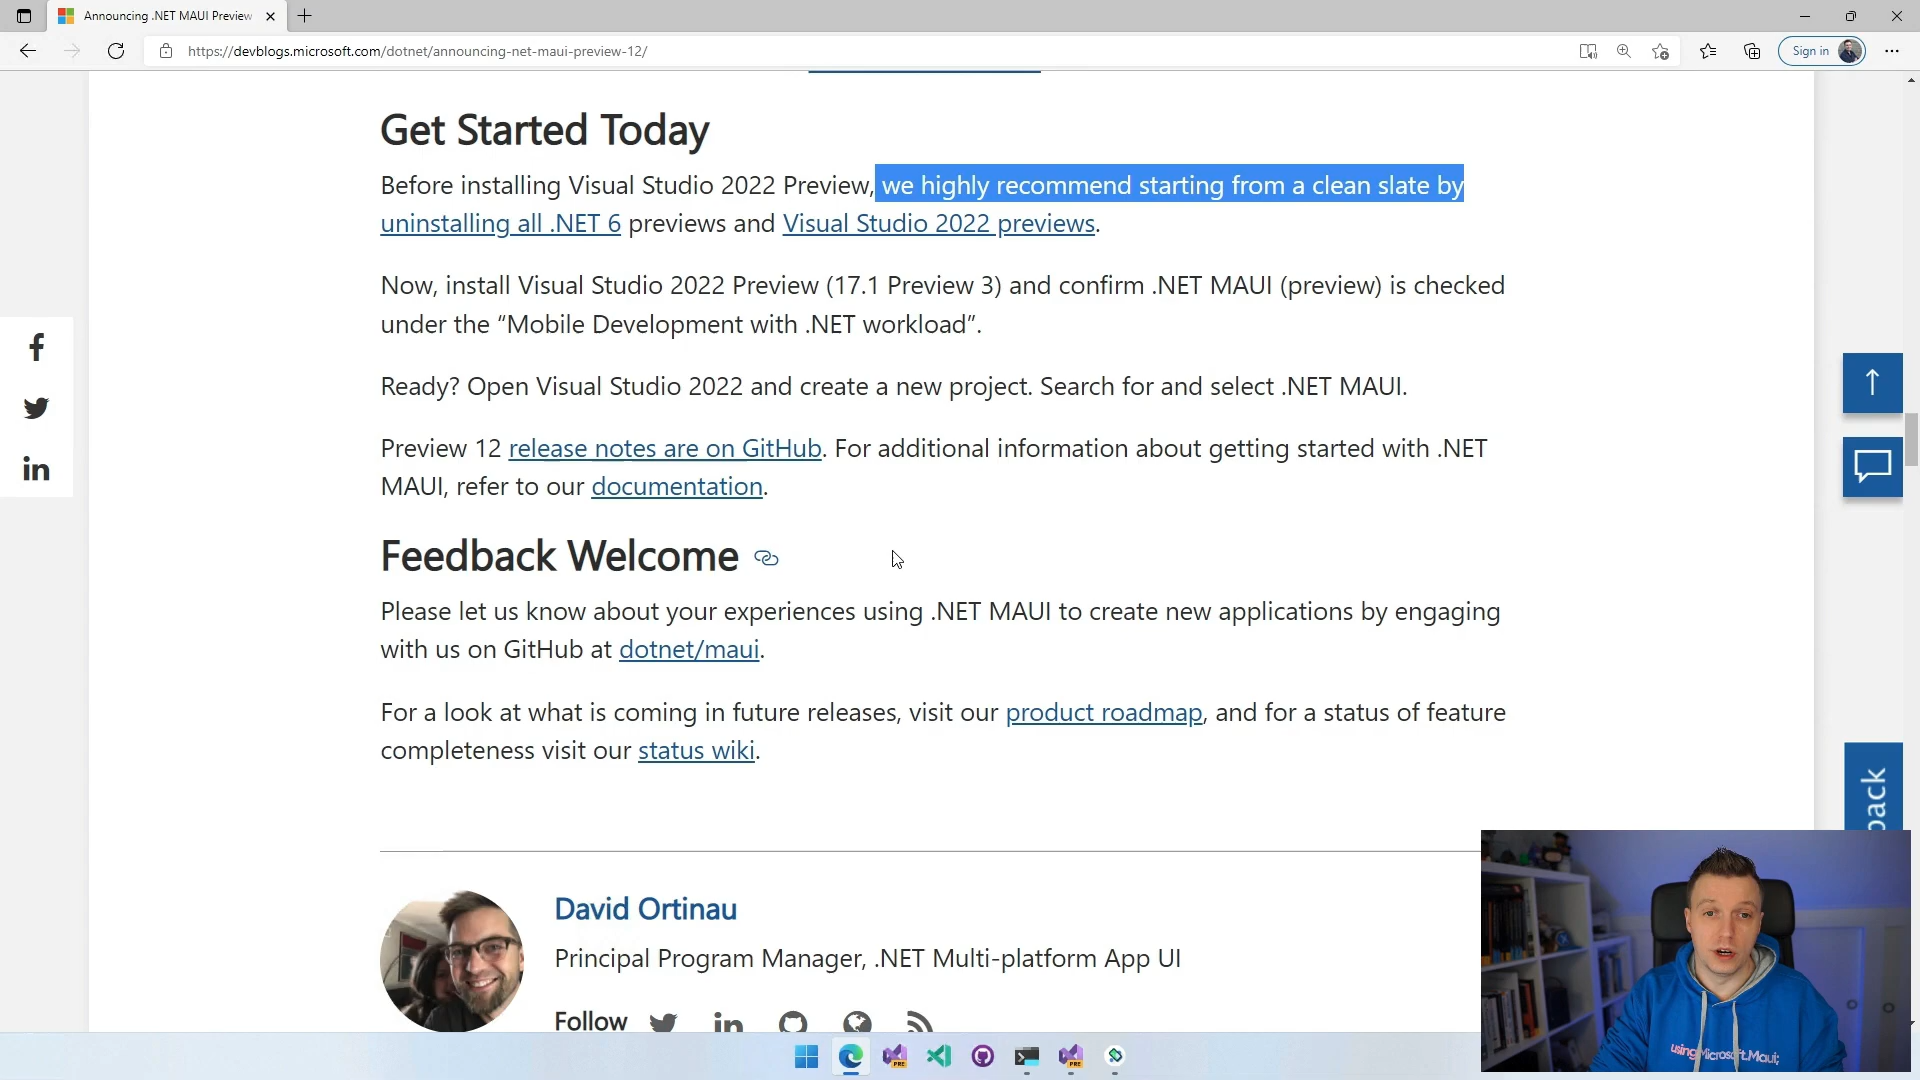 Announcing .NET MAUI Preview
https://devblogs.microsoft.com/dotnet/announcing-net-maui-preview-12/
Sign in
Get Started Today
Before installing Visual Studio 2022 Preview, we highly recommend starting from a clean slate by
uninstalling all .NET 6 previews and Visual Studio 2022 previews.
Now, install Visual Studio 2022 Preview (17.1 Preview 3) and confirm .NET MAUI (preview) is checked
under the “Mobile Development with .NET workload”.
Ready? Open Visual Studio 2022 and create a new project. Search for and select .NET MAUI.
Preview 12 release notes are on GitHub. For additional information about getting started with .NET
MAUI, refer to our documentation.
Feedback Welcome
Please let us know about your experiences using .NET MAUI to create new applications by engaging
with us on GitHub at dotnet/maui.
For a look at what is coming in future releases, visit our product roadmap, and for a status of feature
completeness visit our status wiki.
back
David Ortinau
Principal Program Manager, .NET Multi-platform App UI
Follow
PRE
PRE
using Microsoft.Maui;